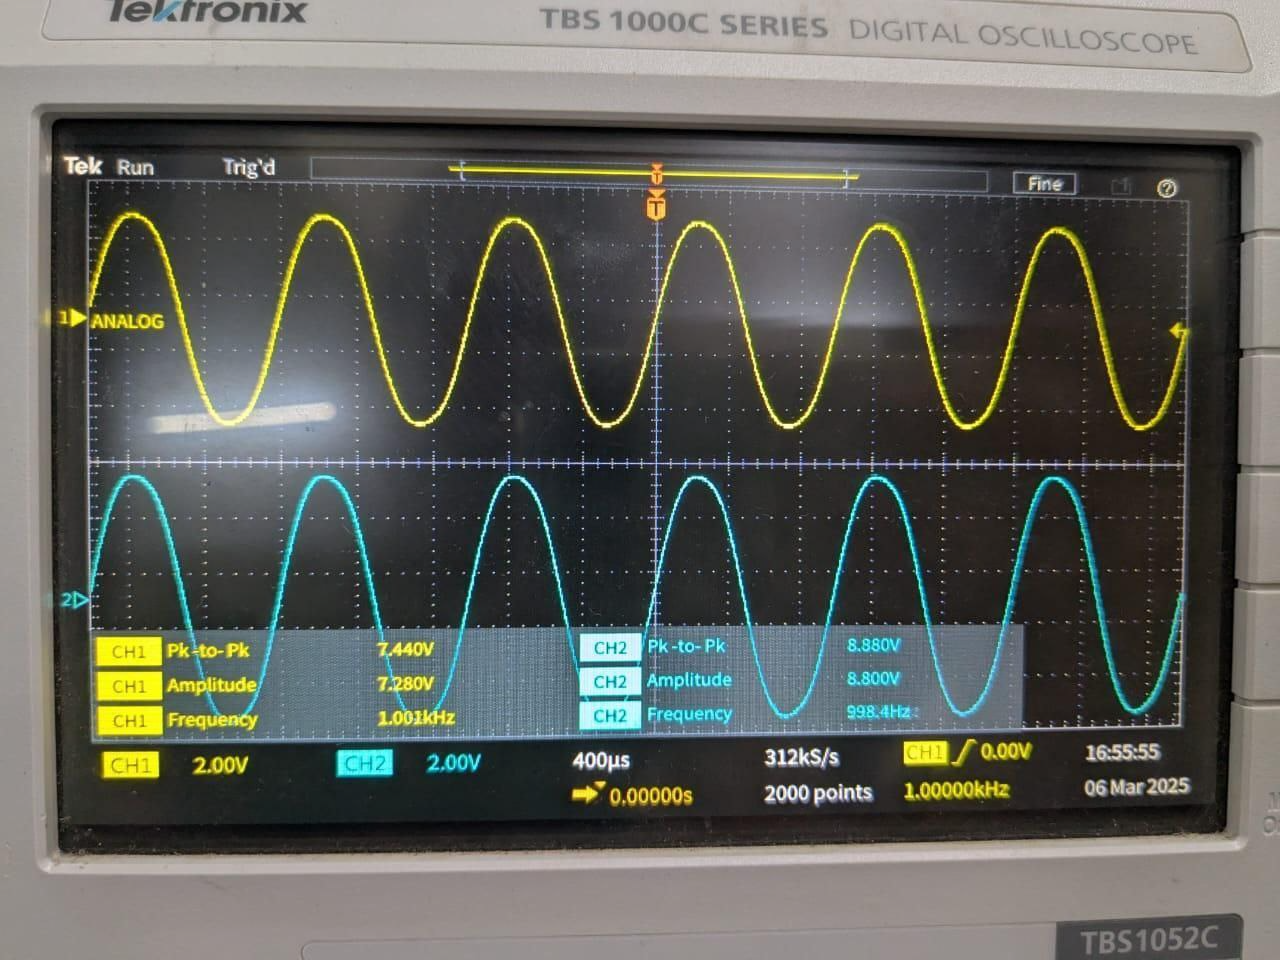 Tektronix
TBS 1000C SERIES DIGITAL OSCILLOSCOPE
Tek Run Trig'd T Fine ?
T
1 ANALOG
2
CH1 Pk-to-Pk 7.440V CH2 Pk-to-Pk 8.880V
CH1 Amplitude 7.280V CH2 Amplitude 8.800V
CH1 Frequency 1.001kHz CH2 Frequency 998.4Hz
CH1 2.00V CH2 2.00V 400µs 312kS/s CH1 0.00V 16:55:55
0.00000s 2000 points 1.00000kHz 06 Mar 2025
TBS1052C